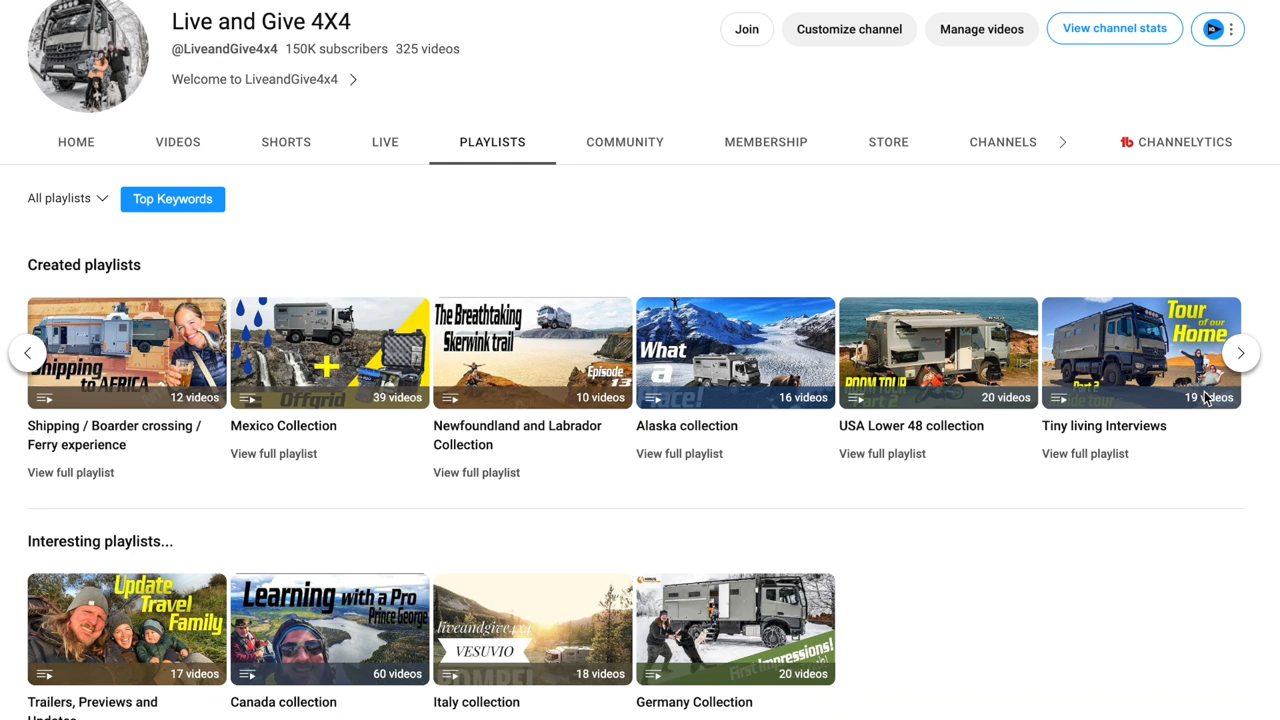 Live and Give 4X4
@LiveandGive4x4 150K subscribers 325 videos
Welcome to LiveandGive4x4
Join
Customize channel
Manage videos
View channel stats
HOME
VIDEOS
SHORTS
LIVE
PLAYLISTS
COMMUNITY
MEMBERSHIP
STORE
CHANNELS
CHANNELYTICS
All playlists
Top Keywords
Created playlists
Shipping
to AFRICA
12 videos
Shipping / Boarder crossing /
Ferry experience
View full playlist
Offgrid
39 videos
Mexico Collection
View full playlist
The Breathtaking
Skerwink trail
Episode
13
10 videos
Newfoundland and Labrador
Collection
View full playlist
What
a
16 videos
Alaska collection
View full playlist
ROOM TOUR
Part 2
20 videos
USA Lower 48 collection
View full playlist
Tour
of our
Home
Part 2
19 videos
Tiny living Interviews
View full playlist
Interesting playlists...
Update
Travel
Family
17 videos
Trailers, Previews and
Updates
Learning with a Pro
Prince George
60 videos
Canada collection
liveandgive4x4
VESUVIO
POMPEI
18 videos
Italy collection
First Impressions!
20 videos
Germany Collection